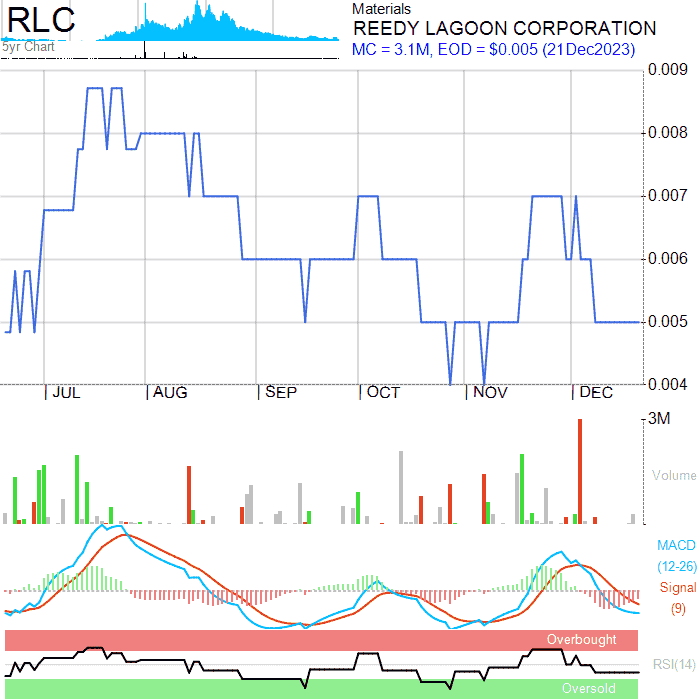 RLC
5yr Chart
Materials
REEDY LAGOON CORPORATION
MC = 3.1M, EOD = $0.005 (21Dec2023)
0.009
0.008
0.007
0.006
0.005
0.004
JUL AUG SEP OCT NOV DEC
3M
Volume
MACD
(12-26)
Signal
(9)
Overbought
RSI(14)
Oversold